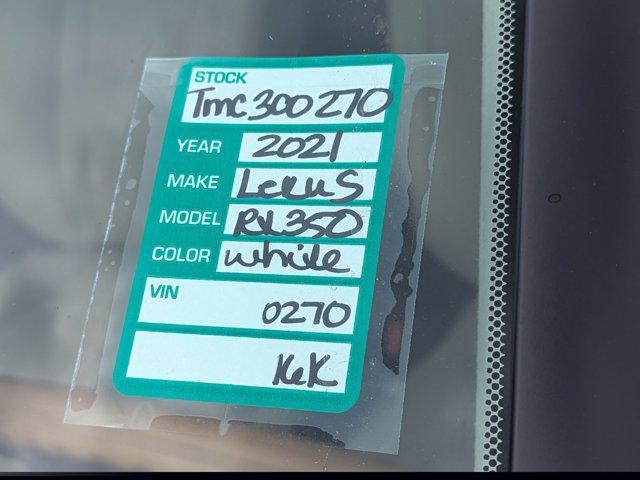 STOCK
TMC300270
YEAR 2021
MAKE Lexus
MODEL RX350
COLOR white
VIN
0270
16K